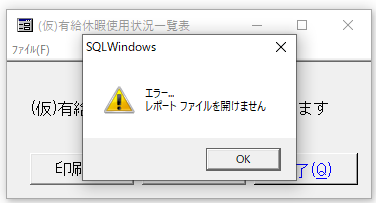 (仮)有給休暇使用状況一覧表
ファイル(F)
SQLWindows
エラー...
レポート ファイルを開けません
OK
(仮)有給
ます
印刷
了(Q)